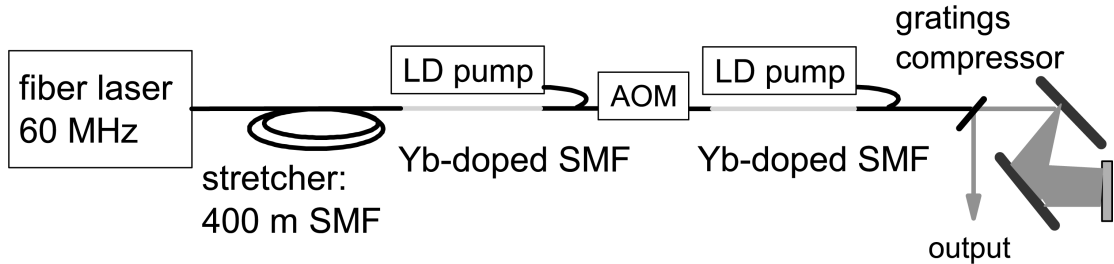 gratings
compressor
LD pump
LD pump
fiber laser
60 MHz
AOM
Yb-doped SMF
Yb-doped SMF
stretcher:
400 m SMF
output